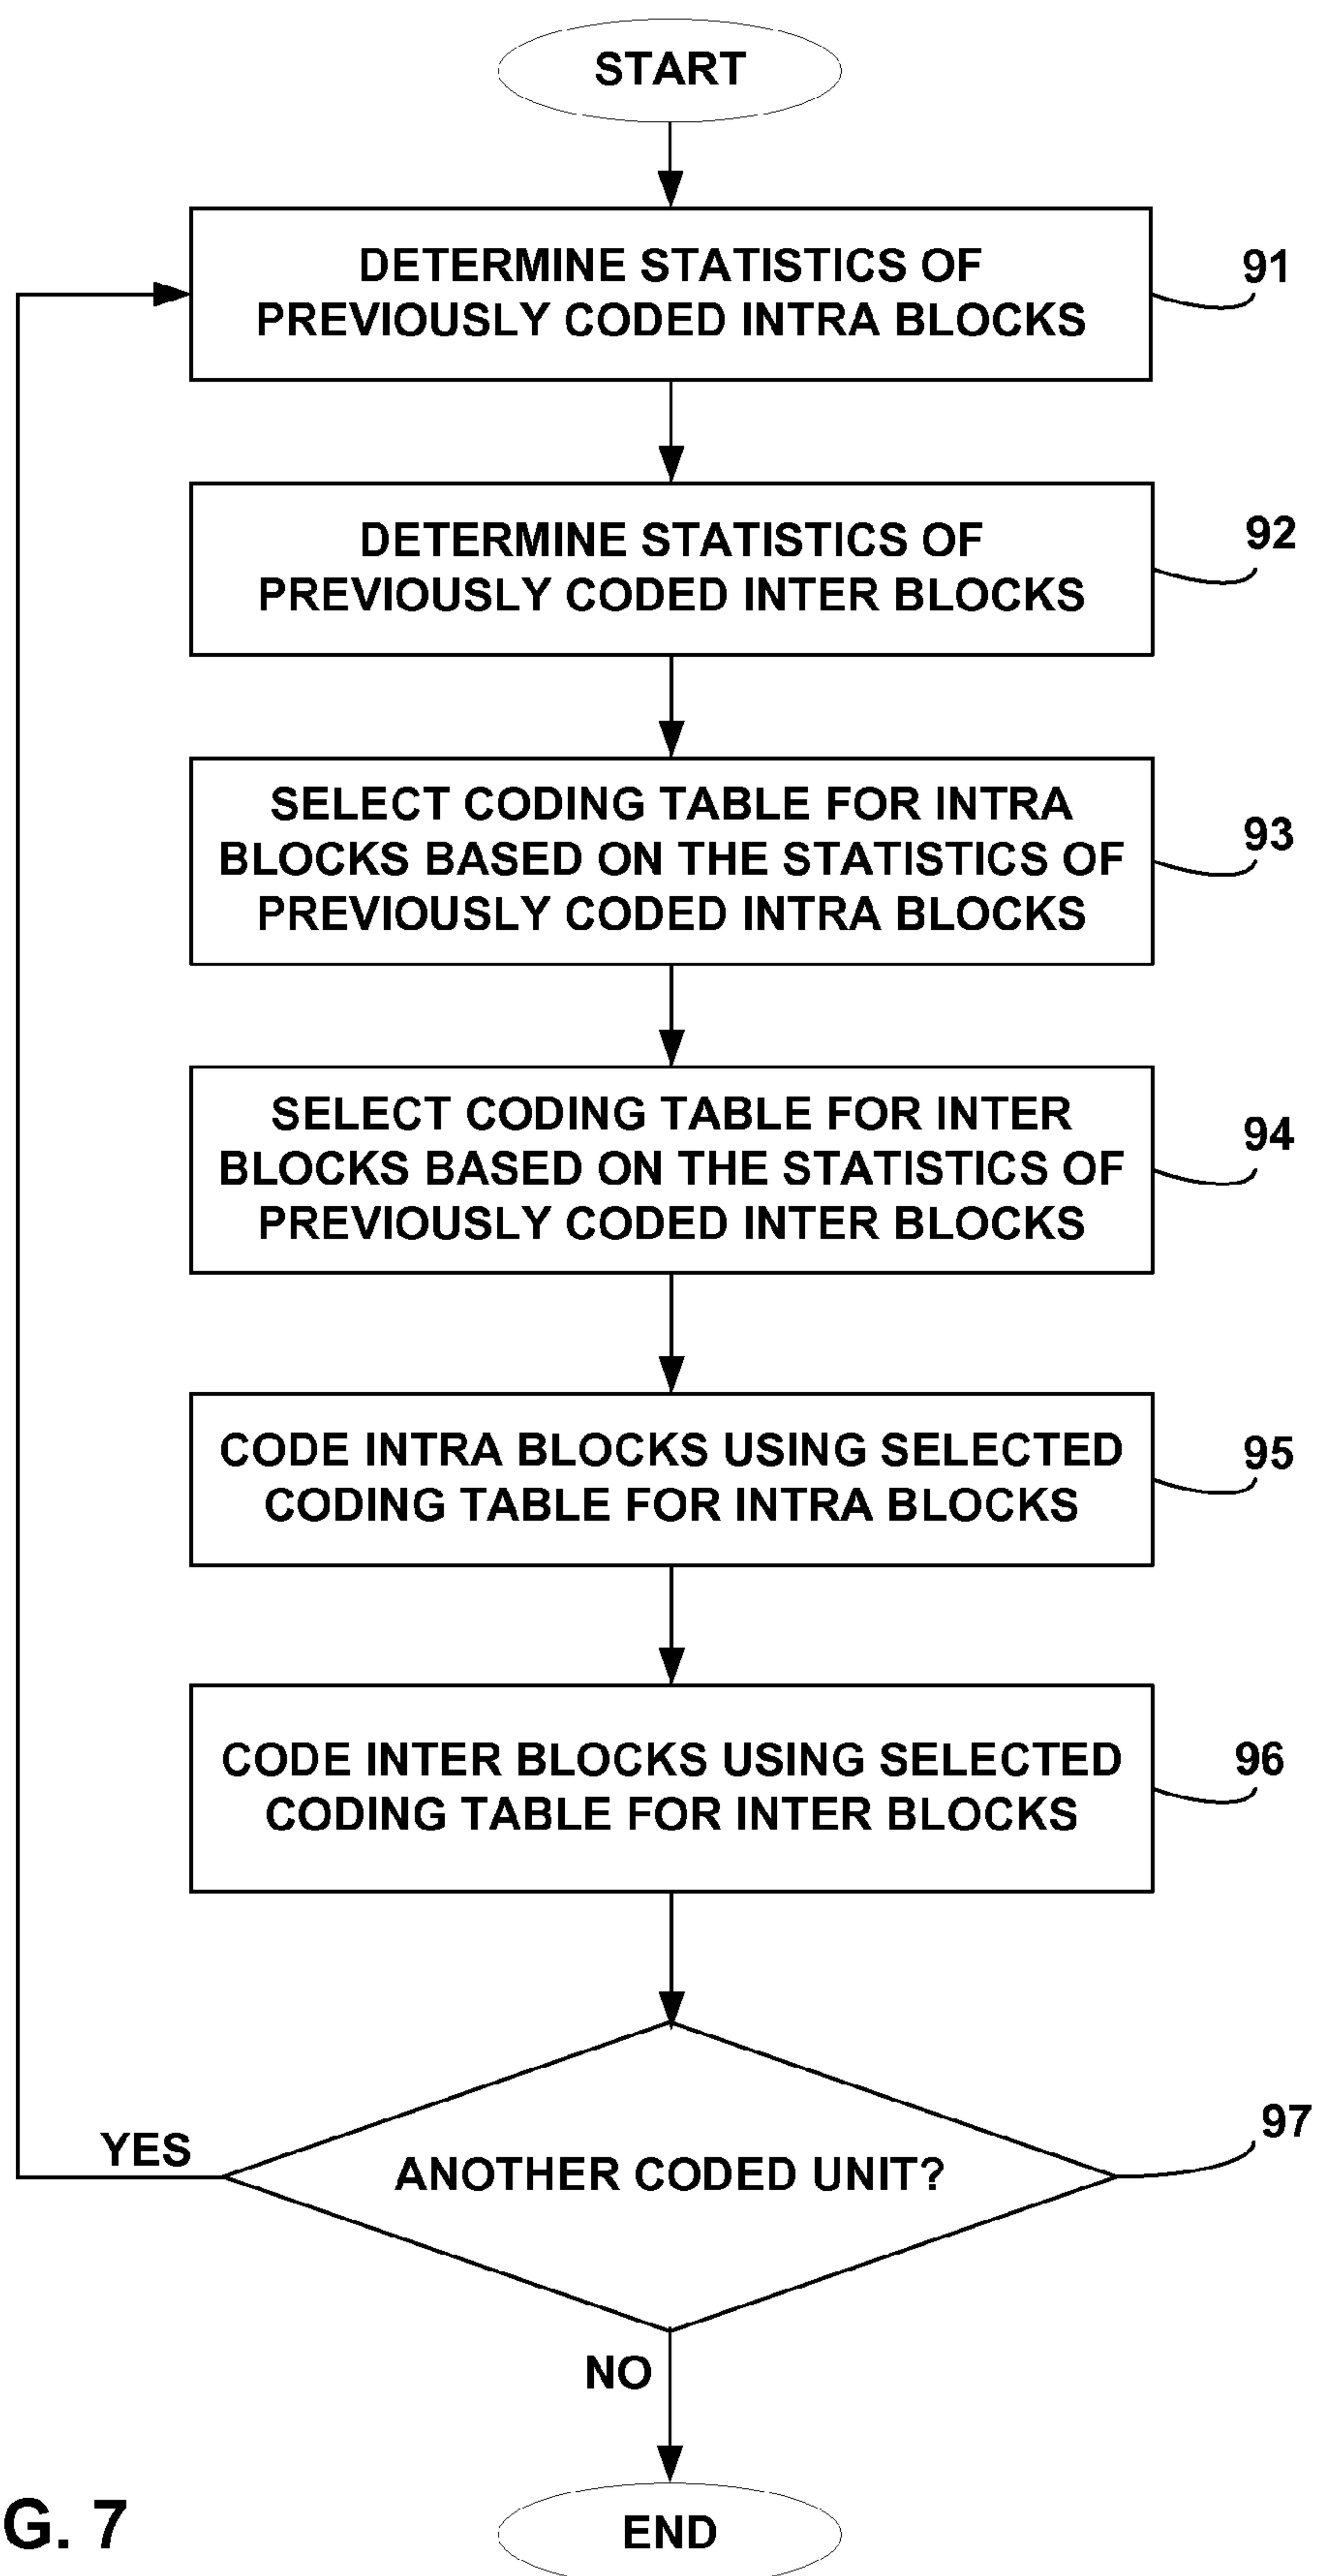 START
DETERMINE STATISTICS OF
PREVIOUSLY CODED INTRA BLOCKS
91
DETERMINE STATISTICS OF
PREVIOUSLY CODED INTER BLOCKS
92
SELECT CODING TABLE FOR INTRA
BLOCKS BASED ON THE STATISTICS OF
PREVIOUSLY CODED INTRA BLOCKS
93
SELECT CODING TABLE FOR INTER
BLOCKS BASED ON THE STATISTICS OF
PREVIOUSLY CODED INTER BLOCKS
94
CODE INTRA BLOCKS USING SELECTED
CODING TABLE FOR INTRA BLOCKS
95
CODE INTER BLOCKS USING SELECTED
CODING TABLE FOR INTER BLOCKS
96
YES
ANOTHER CODED UNIT?
97
NO
G. 7
END